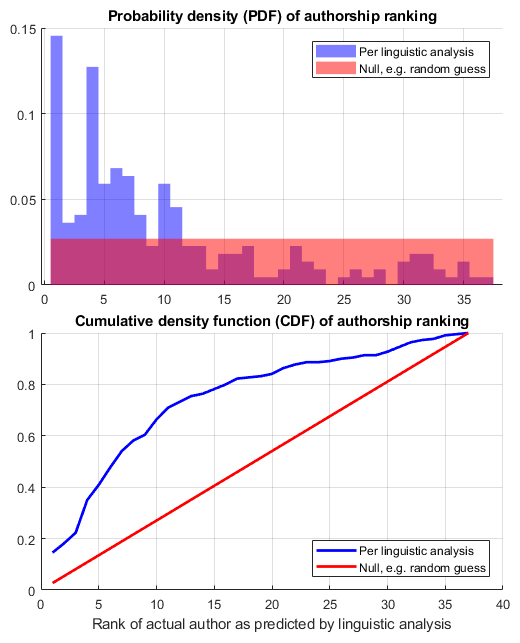 Probability density (PDF) of authorship ranking
0.15
0.1
0.05
0
Per linguistic analysis
Null, e.g. random guess
0 5 10 15 20 25 30 35
Cumulative density function (CDF) of authorship ranking
1
0.8
0.6
0.4
0.2
0
Per linguistic analysis
Null, e.g. random guess
0 5 10 15 20 25 30 35 40
Rank of actual author as predicted by linguistic analysis